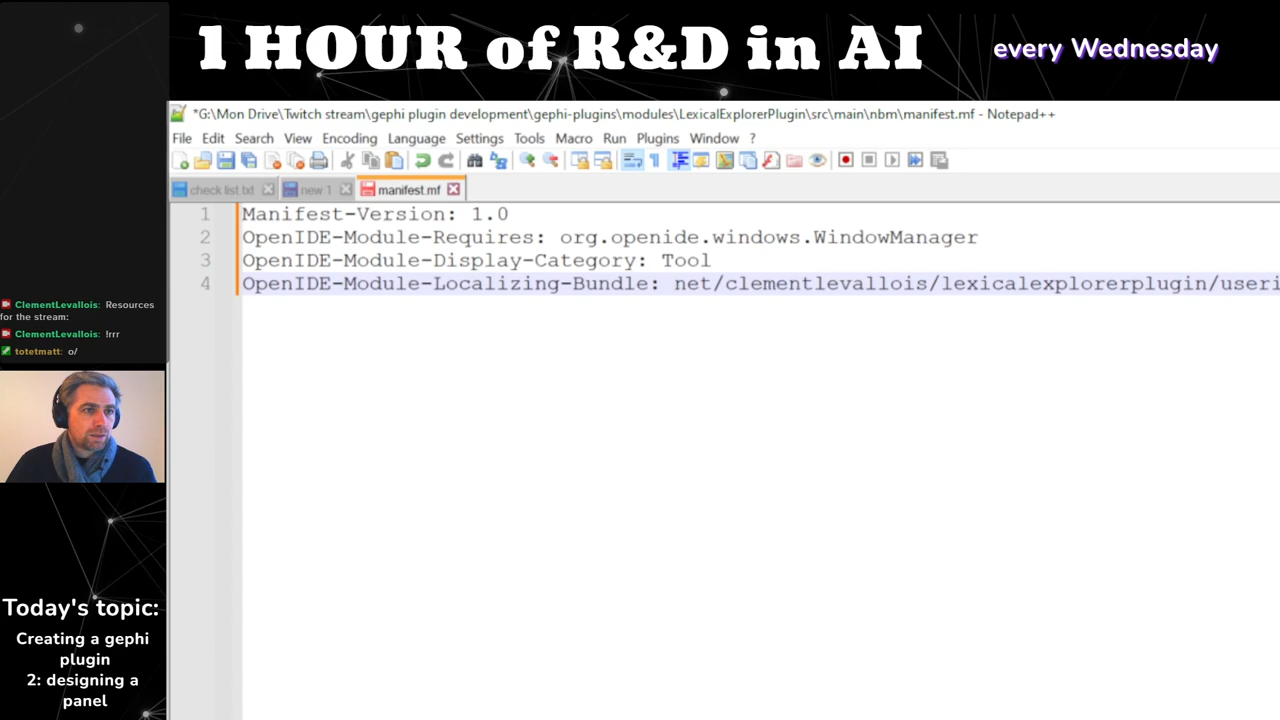 1 HOUR of R&D in AI
every Wednesday
*G:\Mon Drive\Twitch stream\gephi plugin development\gephi-plugins\modules\LexicalExplorerPlugin\src\main\nbm\manifest.mf - Notepad++
File Edit Search View Encoding Language Settings Tools Macro Run Plugins Window ?
check list.txt new 1 manifest.mf
1 Manifest-Version: 1.0
2 OpenIDE-Module-Requires: org.openide.windows.WindowManager
3 OpenIDE-Module-Display-Category: Tool
4 OpenIDE-Module-Localizing-Bundle: net/clementlevallois/lexicalexplorerplugin/useri
ClementLevallois: Resources
for the stream:
ClementLevallois: !rrr
totetmatt: o/
Today's topic:
Creating a gephi
plugin
2: designing a
panel